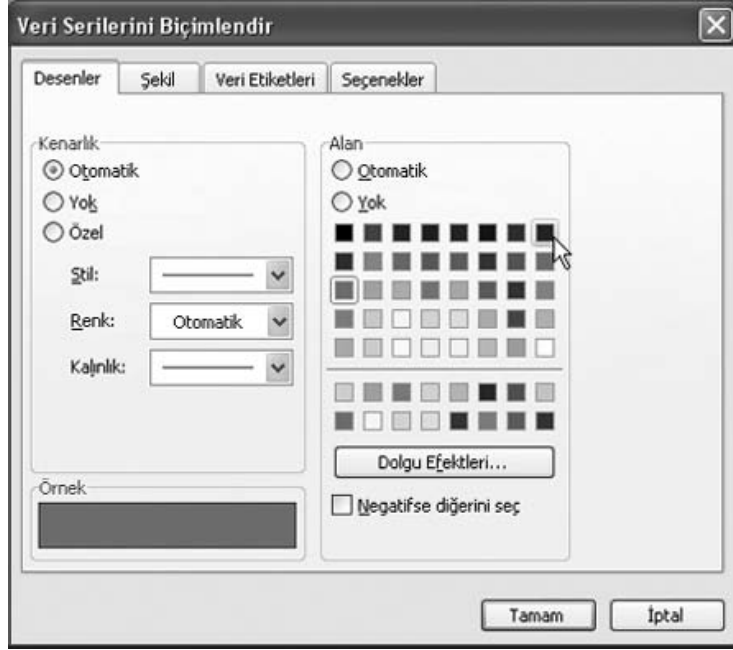 Veri Serilerini Biçimlendir
Desenler Şekil Veri Etiketleri Seçenekler
Kenarlık
Otomatik
Yok
Özel
Stil:
Renk: Otomatik
Kalınlık:
Örnek
Alan
Otomatik
Yok
Dolgu Efektleri...
Negatifse diğerini seç
Tamam İptal